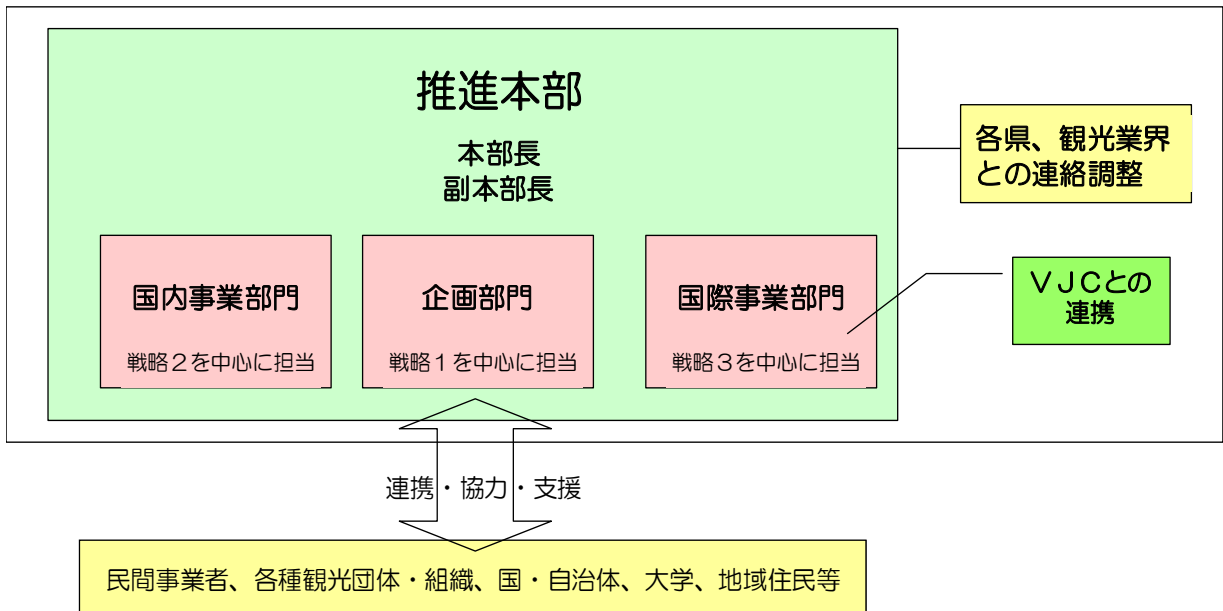 推進本部
本部長
副本部長
各県、観光業界
との連絡調整
国内事業部門
戦略２を中心に担当
企画部門
戦略１を中心に担当
国際事業部門
戦略３を中心に担当
ＶＪＣとの
連携
連携・協力・支援
民間事業者、各種観光団体・組織、国・自治体、大学、地域住民等